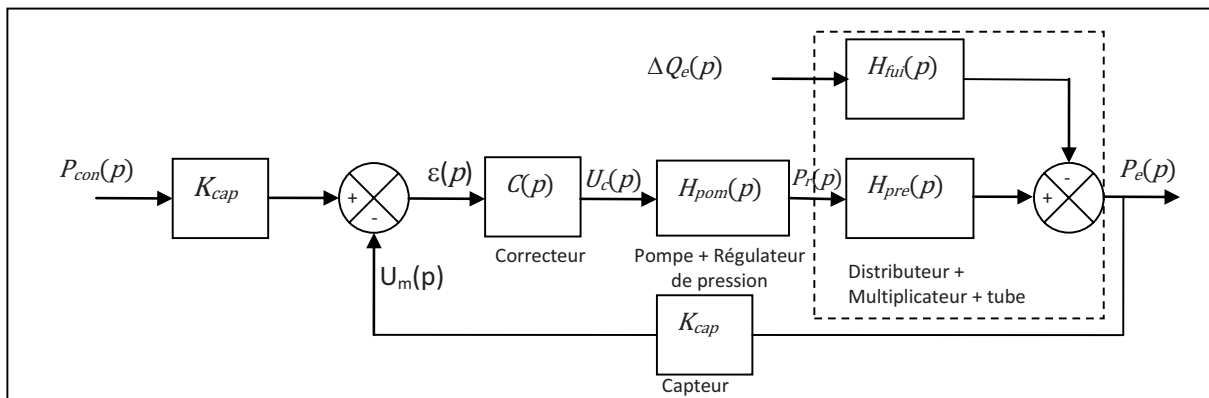 ΔQe(p)
Hfui(p)
Pcon(p)
Kcap
+
-
ε(p)
C(p)
Uc(p)
Hpom(p)
Pr(p)
Hpre(p)
+
-
Pe(p)
Correcteur
Pompe + Régulateur
de pression
Distributeur +
Multiplicateur + tube
Um(p)
Kcap
Capteur